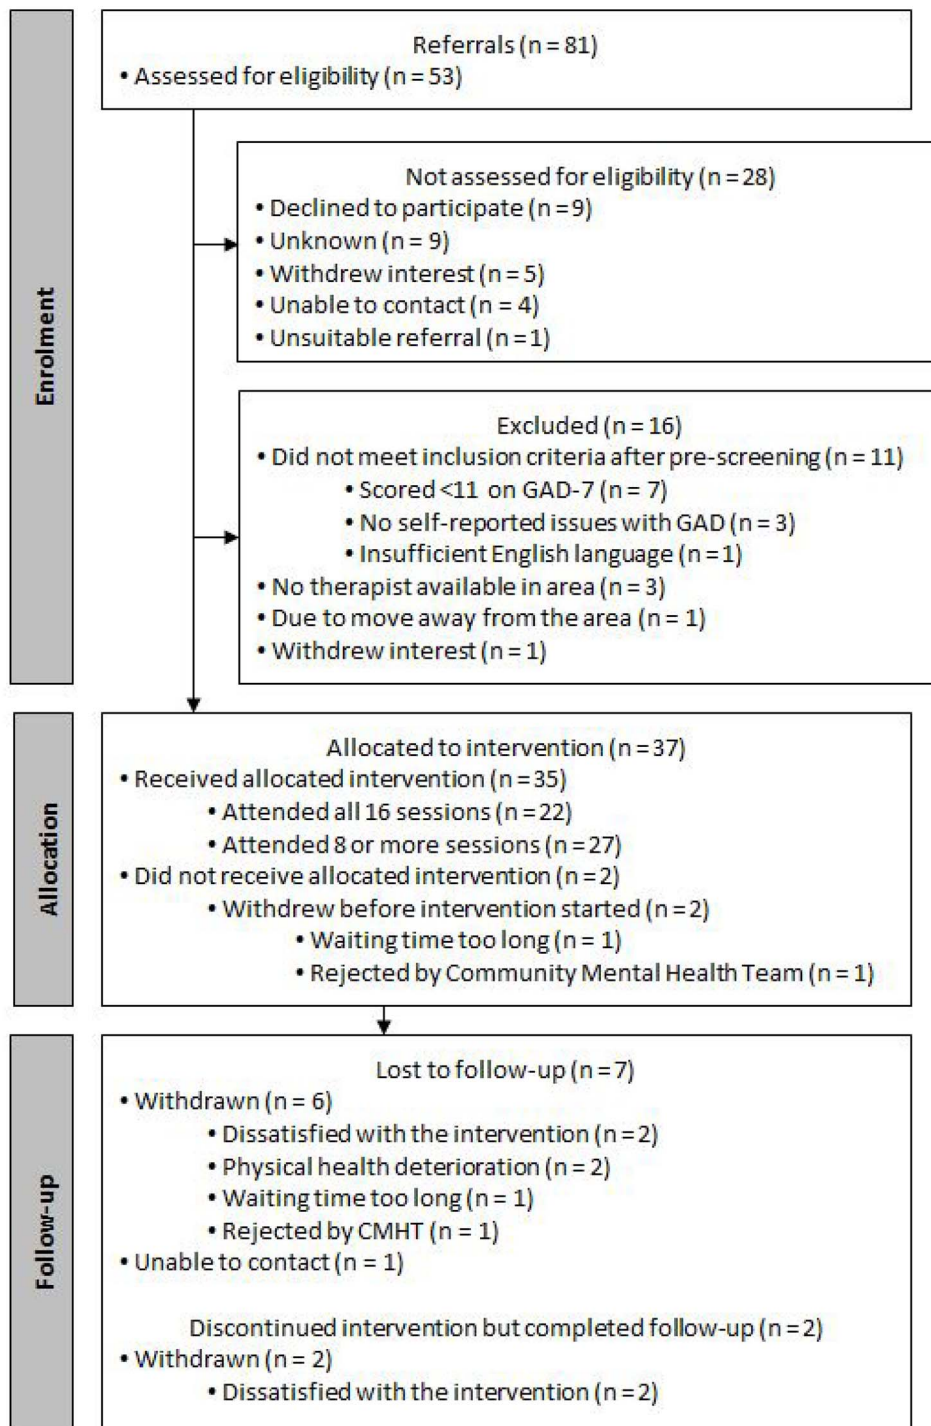 Referrals (n = 81)
• Assessed for eligibility (n = 53)
Enrolment
Not assessed for eligibility (n = 28)
• Declined to participate (n = 9)
• Unknown (n = 9)
• Withdrew interest (n = 5)
• Unable to contact (n = 4)
• Unsuitable referral (n = 1)
Excluded (n = 16)
• Did not meet inclusion criteria after pre-screening (n = 11)
• Scored <11 on GAD-7 (n = 7)
• No self-reported issues with GAD (n = 3)
• Insufficient English language (n = 1)
• No therapist available in area (n = 3)
• Due to move away from the area (n = 1)
• Withdrew interest (n = 1)
Allocation
Allocated to intervention (n = 37)
• Received allocated intervention (n = 35)
• Attended all 16 sessions (n = 22)
• Attended 8 or more sessions (n = 27)
• Did not receive allocated intervention (n = 2)
• Withdrew before intervention started (n = 2)
• Waiting time too long (n = 1)
• Rejected by Community Mental Health Team (n = 1)
Follow-up
Lost to follow-up (n = 7)
• Withdrawn (n = 6)
• Dissatisfied with the intervention (n = 2)
• Physical health deterioration (n = 2)
• Waiting time too long (n = 1)
• Rejected by CMHT (n = 1)
• Unable to contact (n = 1)
Discontinued intervention but completed follow-up (n = 2)
• Withdrawn (n = 2)
• Dissatisfied with the intervention (n = 2)